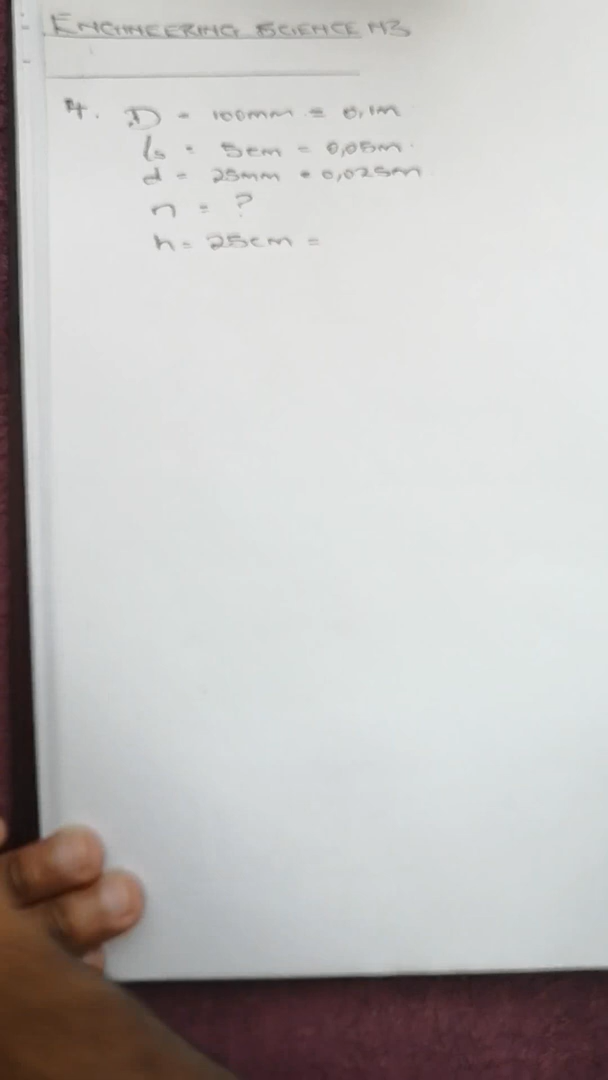 ENGINEERING SCIENCE N3
4. D = 100mm = 0,1m
ls = 5cm = 0,05m.
d = 25mm = 0,025m
n = ?
h = 25cm =